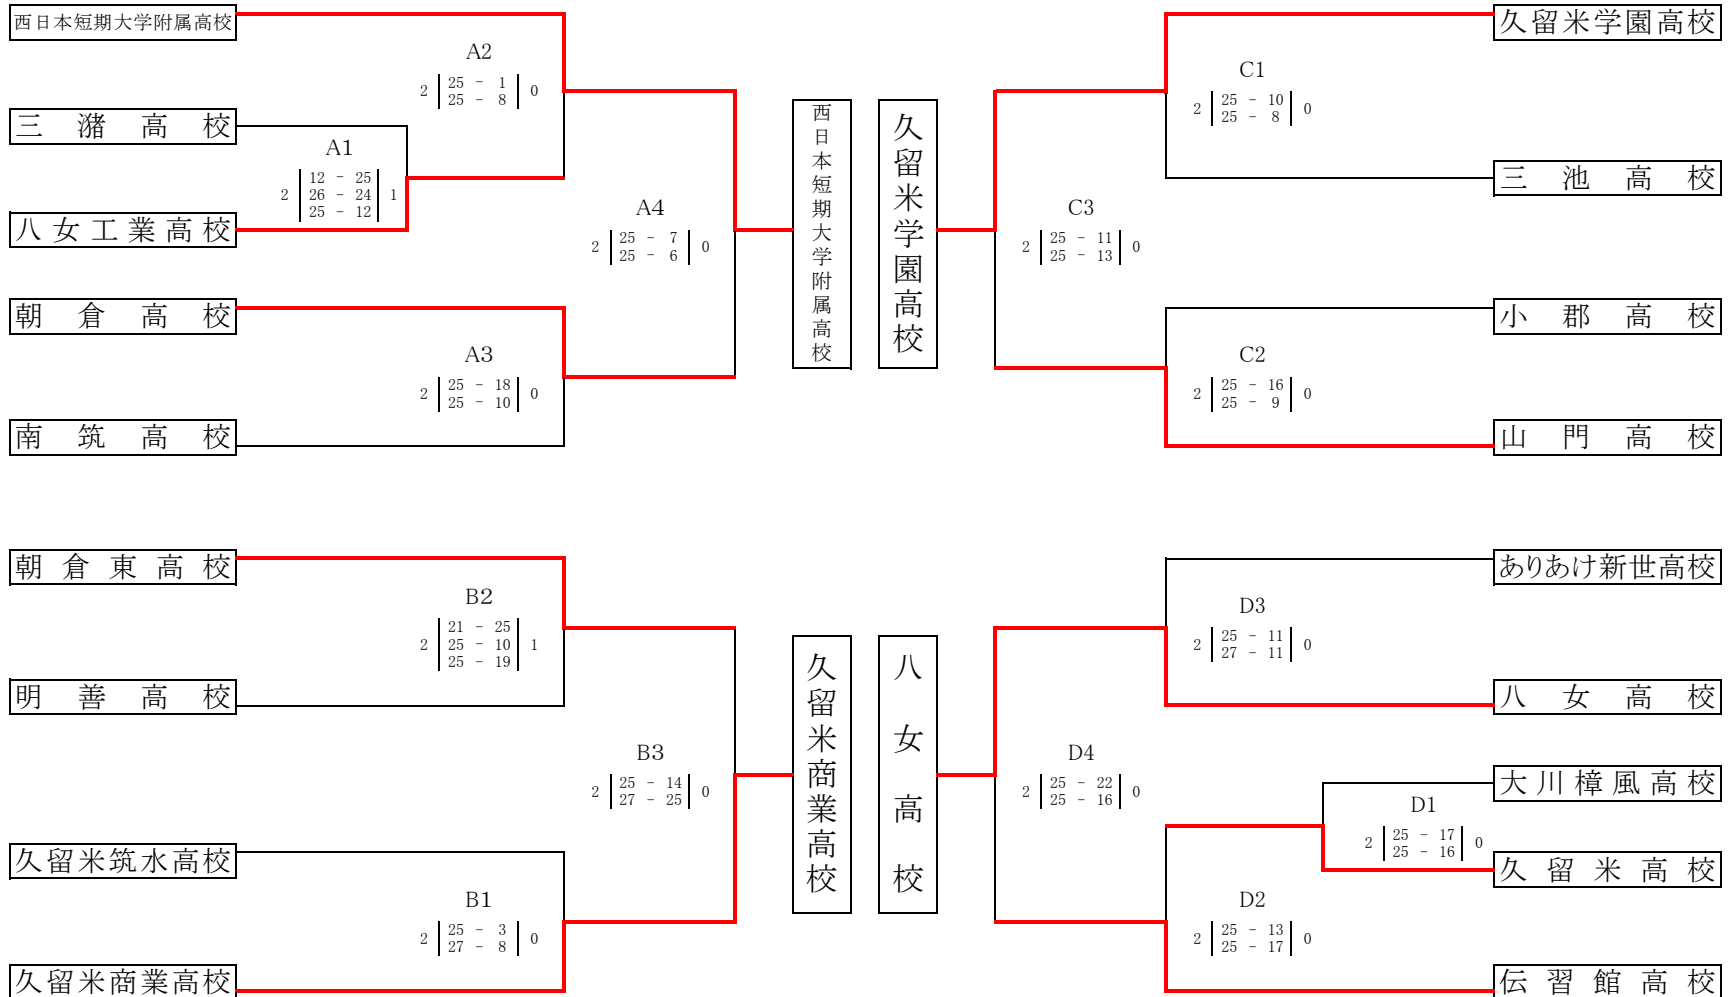 西日本短期大学附属高校
A2
2 25 - 1 0
25 - 8
三潴高校
A1
12 - 25
2 26 - 24 1
25 - 12
八女工業高校
A4
2 25 - 7 0
25 - 6
朝倉高校
A3
2 25 - 18 0
25 - 10
南筑高校
西日本短期大学附属高校
久留米学園高校
久留米学園高校
C1
2 25 - 10 0
25 - 8
三池高校
C3
2 25 - 11 0
25 - 13
小郡高校
C2
2 25 - 16 0
25 - 9
山門高校
朝倉東高校
B2
21 - 25
2 25 - 10 1
25 - 19
明善高校
B3
2 25 - 14 0
27 - 25
久留米筑水高校
B1
2 25 - 3 0
27 - 8
久留米商業高校
久留米商業高校
八女高校
ありあけ新世高校
D3
2 25 - 11 0
27 - 11
八女高校
D4
2 25 - 22 0
25 - 16
大川樟風高校
D1
2 25 - 17 0
25 - 16
久留米高校
D2
2 25 - 13 0
25 - 17
伝習館高校